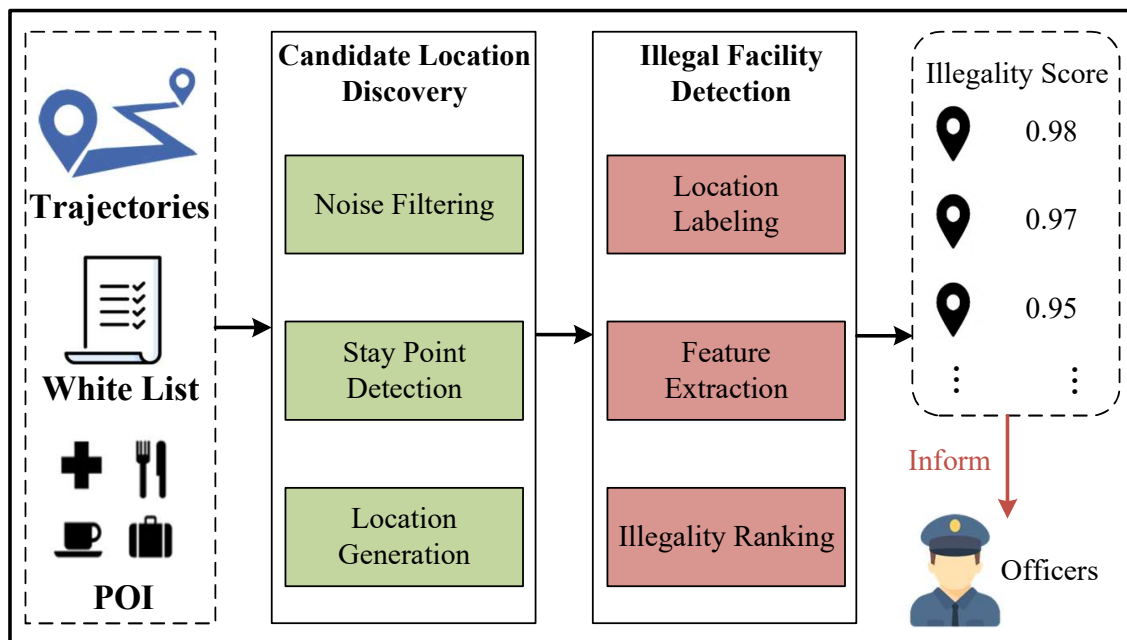 Trajectories
White List
POI
Candidate Location
Discovery
Noise Filtering
Stay Point
Detection
Location
Generation
Illegal Facility
Detection
Location
Labeling
Feature
Extraction
Illegality Ranking
Illegality Score
0.98
0.97
0.95
⋮ ⋮
Inform
Officers